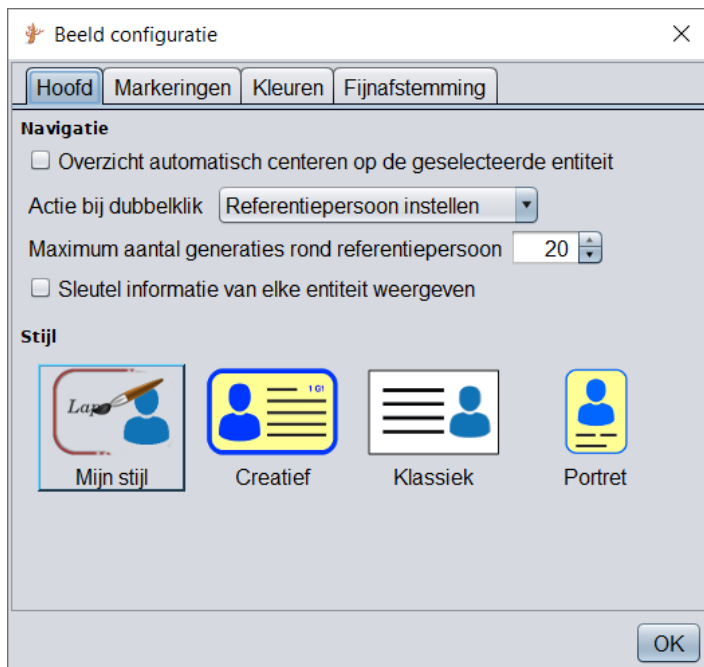 Beeld configuratie
Hoofd Markeringen Kleuren Fijnafstemming
Navigatie
Overzicht automatisch centeren op de geselecteerde entiteit
Actie bij dubbelklik Referentiepersoon instellen
Maximum aantal generaties rond referentiepersoon 20
Sleutel informatie van elke entiteit weergeven
Stijl
1 G1
Mijn stijl Creatief Klassiek Portret
OK